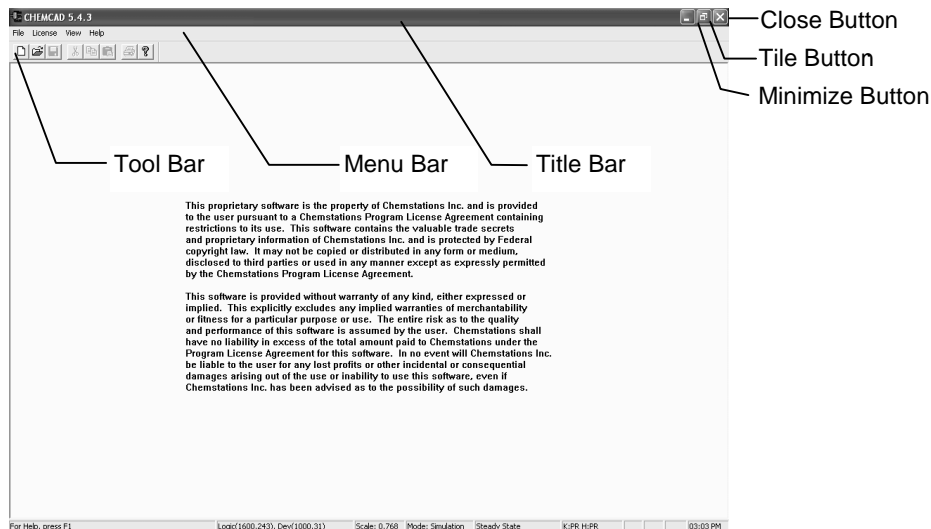 CHEMCAD 5.4.3
File License View Help
Close Button
Tile Button
Minimize Button
Tool Bar
Menu Bar
Title Bar
This proprietary software is the property of Chemstations Inc. and is provided
to the user pursuant to a Chemstations Program License Agreement containing
restrictions to its use. This software contains the valuable trade secrets
and proprietary information of Chemstations Inc. and is protected by Federal
copyright law. It may not be copied or distributed in any form or medium,
disclosed to third parties or used in any manner except as expressly permitted
by the Chemstations Program License Agreement.
This software is provided without warranty of any kind, either expressed or
implied. This explicitly excludes any implied warranties of merchantability
or fitness for a particular purpose or use. The entire risk as to the quality
and performance of this software is assumed by the user. Chemstations shall
have no liability in excess of the total amount paid to Chemstations under the
Program License Agreement for this software. In no event will Chemstations Inc.
be liable to the user for any lost profits or other incidental or consequential
damages arising out of the use or inability to use this software, even if
Chemstations Inc. has been advised as to the possibility of such damages.
For Help, press F1 Logic(1600,243), Dev(1000,31) Scale: 0.768 Mode: Simulation Steady State K:PR H:PR 03:03 PM